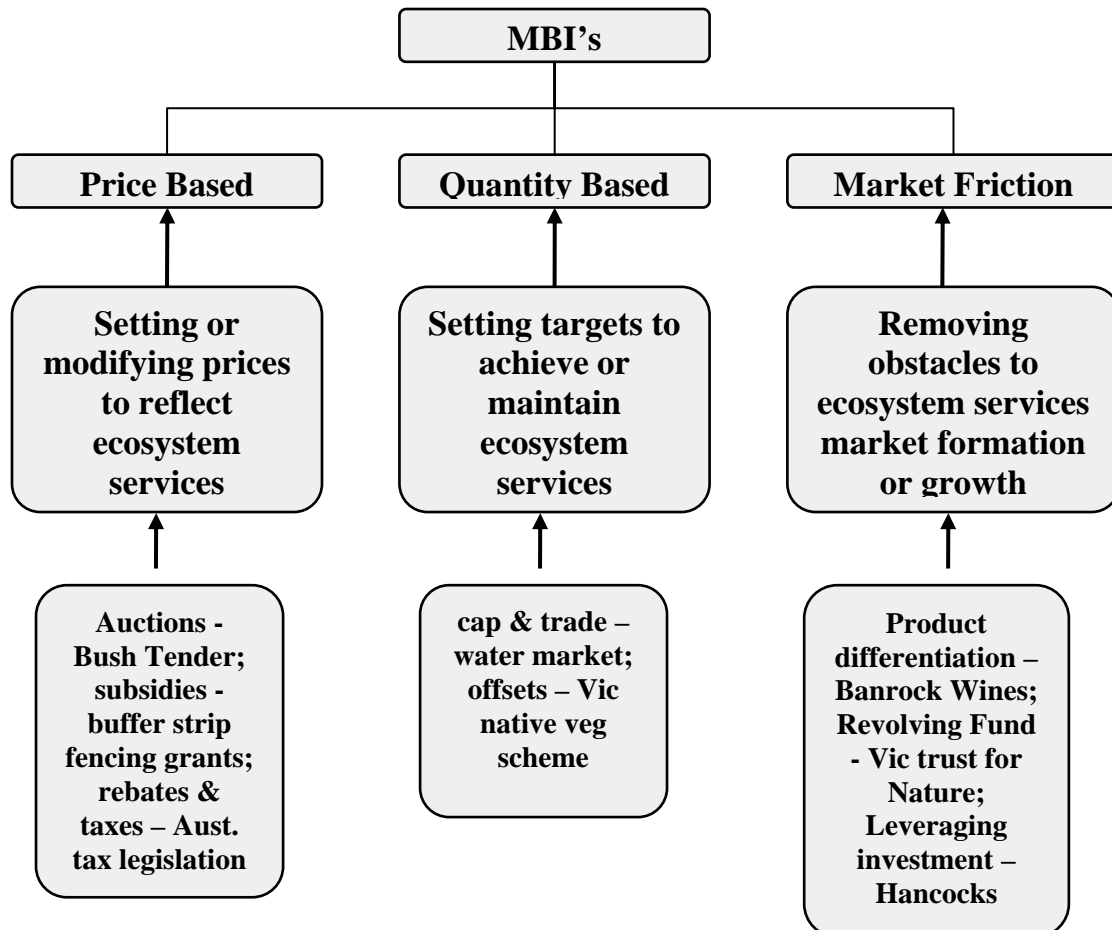 MBI’s
Price Based
Quantity Based
Market Friction
Setting or
modifying prices
to reflect
ecosystem
services
Setting targets to
achieve or
maintain
ecosystem
services
Removing
obstacles to
ecosystem services
market formation
or growth
Auctions -
Bush Tender;
subsidies -
buffer strip
fencing grants;
rebates &
taxes – Aust.
tax legislation
cap & trade –
water market;
offsets – Vic
native veg
scheme
Product
differentiation –
Banrock Wines;
Revolving Fund
- Vic trust for
Nature;
Leveraging
investment –
Hancocks